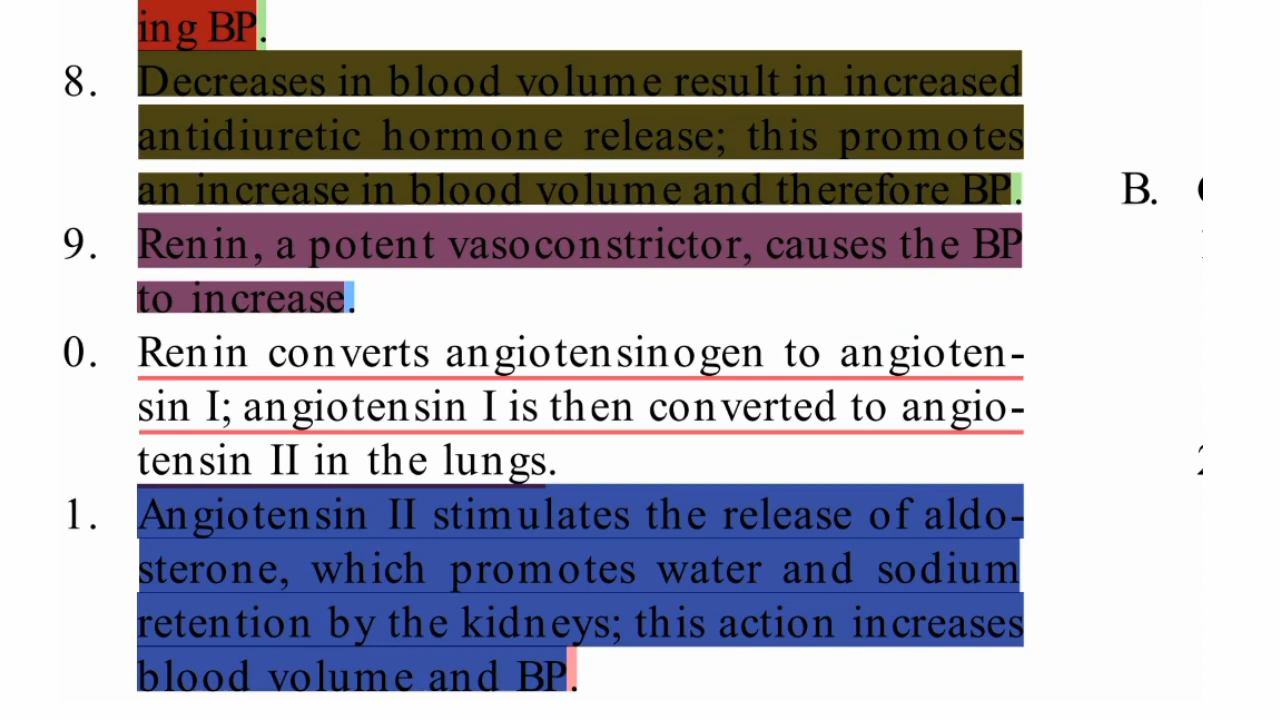 ing BP.
8. Decreases in blood volume result in increased
antidiuretic hormone release; this promotes
an increase in blood volume and therefore BP.
B.
9. Renin, a potent vasoconstrictor, causes the BP
to increase.
0. Renin converts angiotensinogen to angioten-
sin I; angiotensin I is then converted to angio-
tensin II in the lungs.
1. Angiotensin II stimulates the release of aldo-
sterone, which promotes water and sodium
retention by the kidneys; this action increases
blood volume and BP.